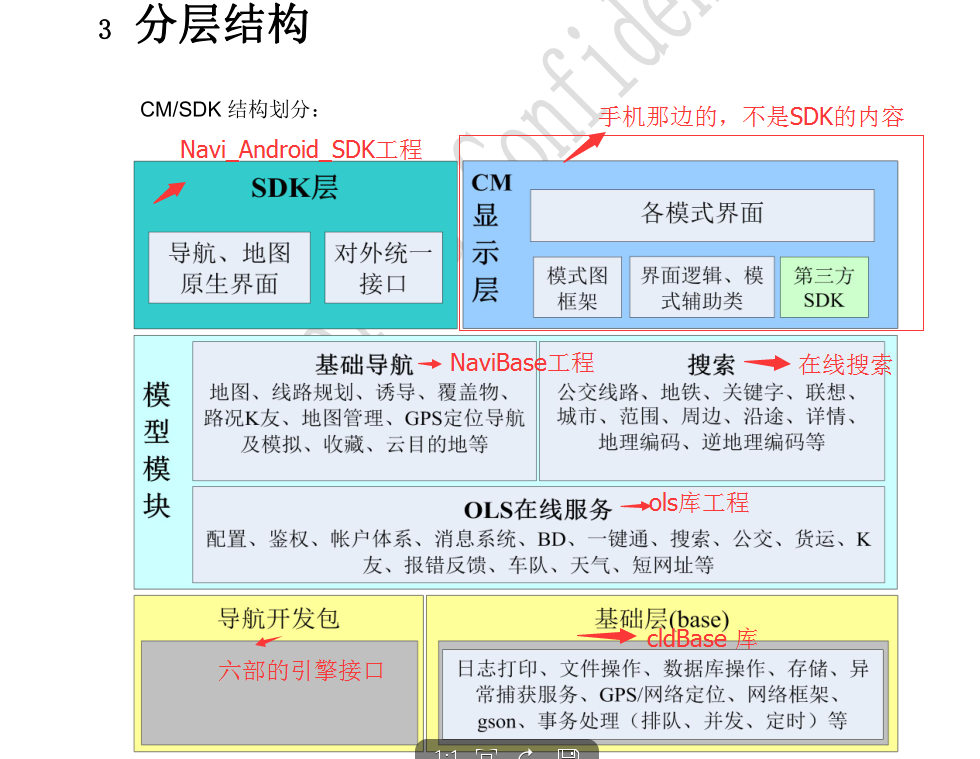 3 分层结构
CM/SDK 结构划分：
手机那边的，不是SDK的内容
Navi_Android_SDK工程
SDK层
导航、地图
原生界面
对外统一
接口
CM
显
示
层
各模式界面
模式图
框架
界面逻辑、模
式辅助类
第三方
SDK
模
型
模
块
基础导航
NaviBase工程
地图、线路规划、诱导、覆盖物、
路况K友、地图管理、GPS定位导航
及模拟、收藏、云目的地等
搜索
在线搜索
公交线路、地铁、关键字、联想、
城市、范围、周边、沿途、详情、
地理编码、逆地理编码等
OLS在线服务
ols库工程
配置、鉴权、帐户体系、消息系统、BD、一键通、搜索、公交、货运、K
友、报错反馈、车队、天气、短网址等
导航开发包
六部的引擎接口
基础层(base)
cldBase 库
日志打印、文件操作、数据库操作、存储、异
常捕获服务、GPS/网络定位、网络框架、
gson、事务处理（排队、并发、定时）等
1:1